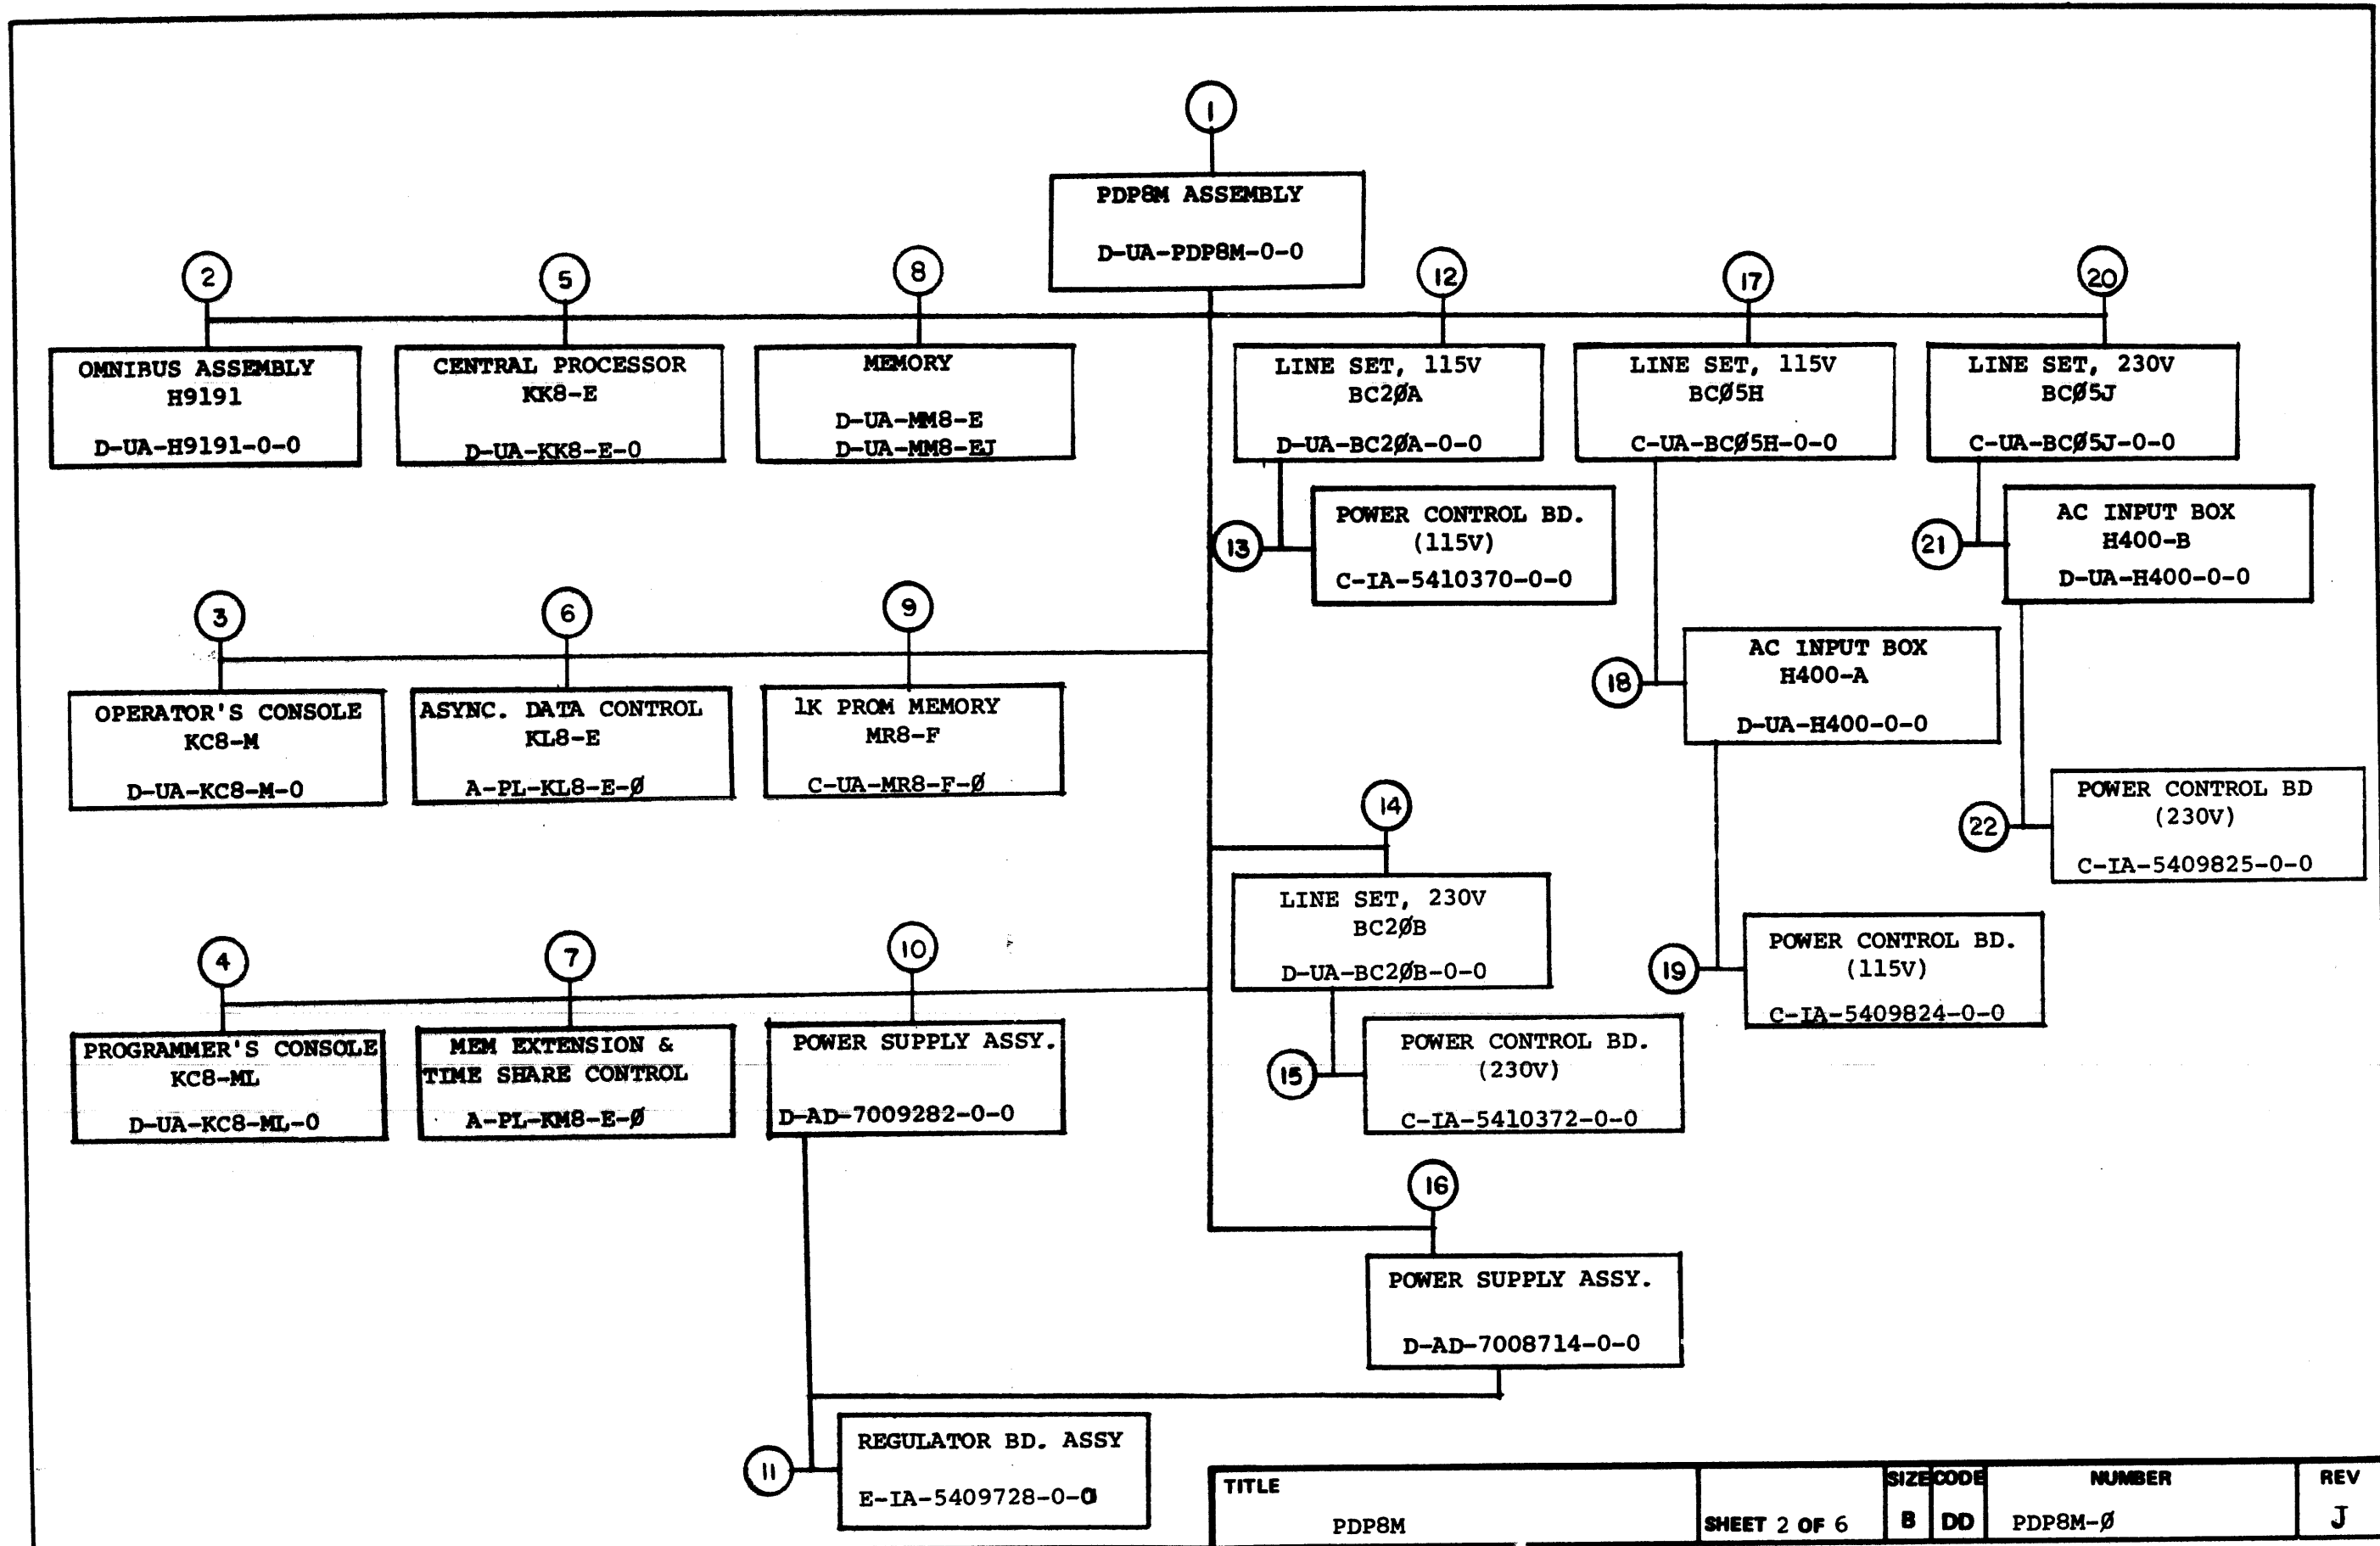 1
PDP8M ASSEMBLY
D-UA-PDP8M-0-0
2
OMNIBUS ASSEMBLY
H9191
D-UA-H9191-0-0
5
CENTRAL PROCESSOR
KK8-E
D-UA-KK8-E-0
8
MEMORY
D-UA-MM8-E
D-UA-MM8-EJ
12
LINE SET, 115V
BC2ØA
D-UA-BC2ØA-0-0
17
LINE SET, 115V
BCØ5H
C-UA-BCØ5H-0-0
20
LINE SET, 230V
BCØ5J
C-UA-BCØ5J-0-0
13
POWER CONTROL BD.
(115V)
C-IA-5410370-0-0
21
AC INPUT BOX
H400-B
D-UA-H400-0-0
3
OPERATOR'S CONSOLE
KC8-M
D-UA-KC8-M-0
6
ASYNC. DATA CONTROL
KL8-E
A-PL-KL8-E-Ø
9
1K PROM MEMORY
MR8-F
C-UA-MR8-F-Ø
18
AC INPUT BOX
H400-A
D-UA-H400-0-0
14
LINE SET, 230V
BC2ØB
D-UA-BC2ØB-0-0
22
POWER CONTROL BD
(230V)
C-IA-5409825-0-0
4
PROGRAMMER'S CONSOLE
KC8-ML
D-UA-KC8-ML-0
7
MEM EXTENSION &
TIME SHARE CONTROL
A-PL-KM8-E-Ø
10
POWER SUPPLY ASSY.
D-AD-7009282-0-0
19
POWER CONTROL BD.
(115V)
C-IA-5409824-0-0
15
POWER CONTROL BD.
(230V)
C-IA-5410372-0-0
16
POWER SUPPLY ASSY.
D-AD-7008714-0-0
11
REGULATOR BD. ASSY
E-IA-5409728-0-0
TITLE
PDP8M
SHEET 2 OF 6
SIZE
B
CODE
DD
NUMBER
PDP8M-Ø
REV
J